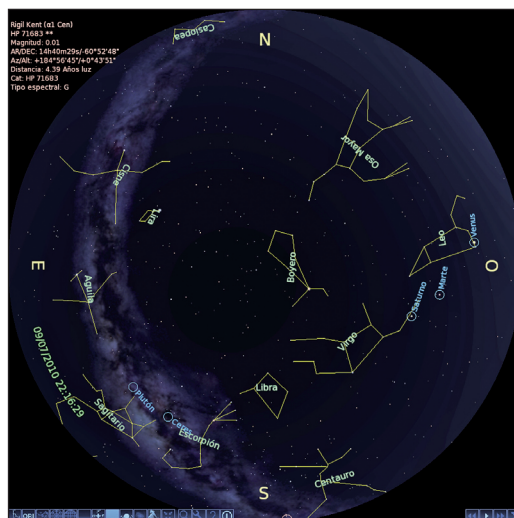 Rigil Kent (α1 Cen)
HP 71683 **
Magnitud: 0.01
AR/DEC: 14h40m29s/-60°52'48"
Az/Alt: +184°56'45"/+0°43'51"
Distancia: 4.39 Años luz
Cat: HP 71683
Tipo espectral: G
Casiopea
N
Osa Mayor
Cisne
Lira
Leo
Venus
Boyero
E
O
Aguila
Saturno
Marte
Virgo
09/07/2010 22:16:29
Plutón
Libra
Sagitario
Ceres
Escorpión
Centauro
S